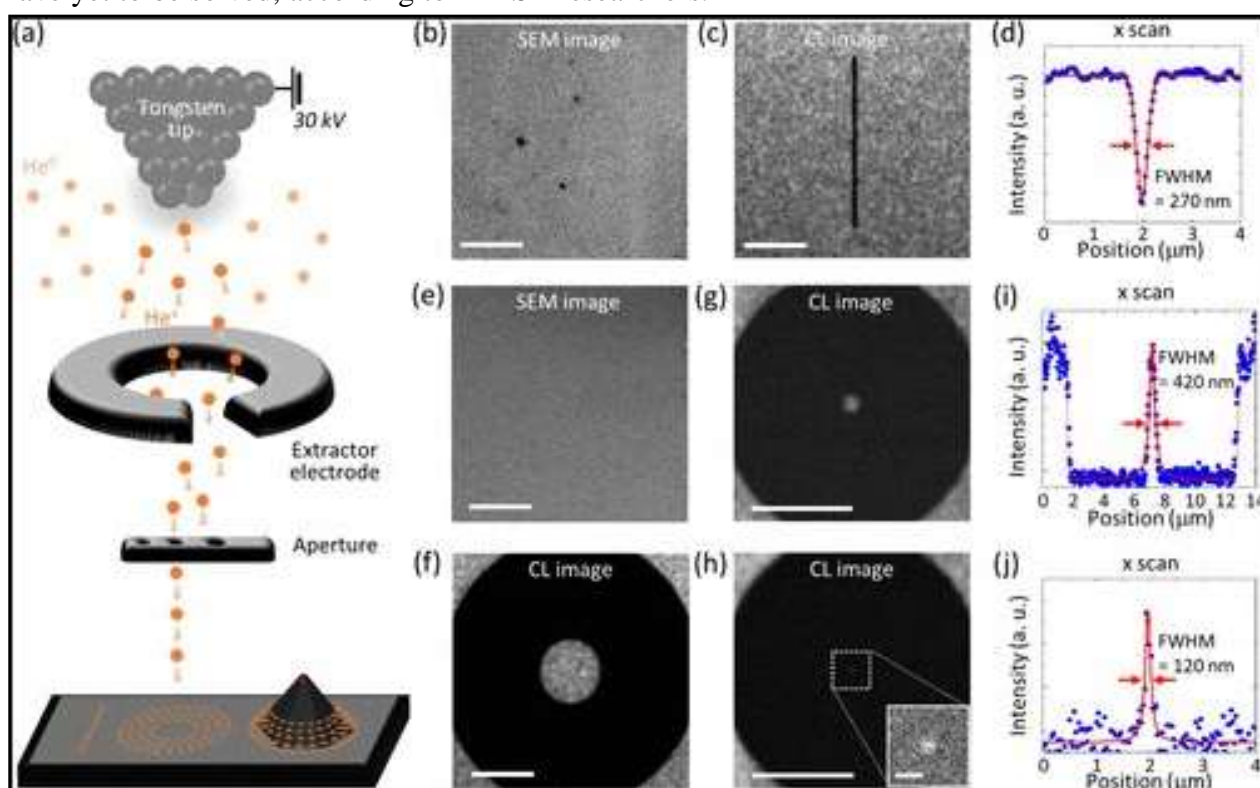 (a)
Tongsten
tip
30 kV
He⁰
He⁺
Extractor
electrode
Aperture
(b)
SEM image
(c)
CL image
(d)
x scan
Intensity (a. u.)
FWHM
= 270 nm
0 1 2 3 4
Position (μm)
(e)
SEM image
(g)
CL image
(i)
x scan
Intensity (a. u.)
FWHM
= 420 nm
0 2 4 6 8 10 12 14
Position (μm)
(f)
CL image
(h)
CL image
(j)
x scan
Intensity (a. u.)
FWHM
= 120 nm
0 1 2 3 4
Position (μm)